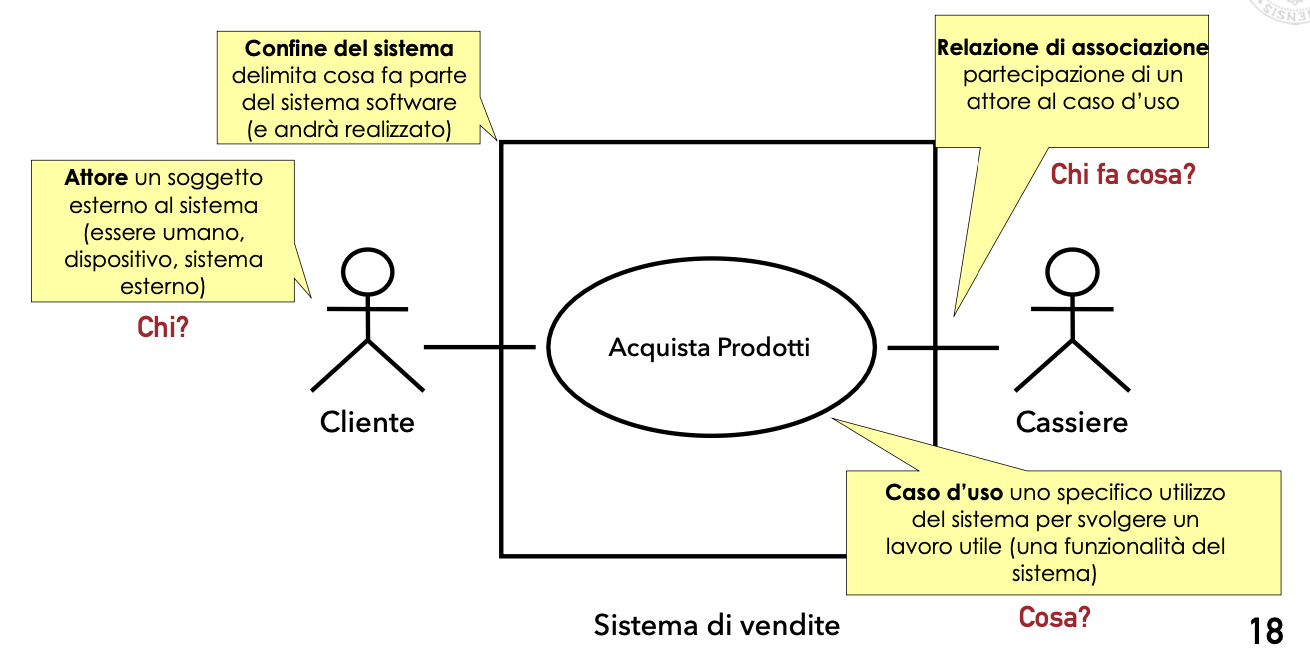 Confine del sistema
delimita cosa fa parte
del sistema software
(e andrà realizzato)
Relazione di associazione
partecipazione di un
attore al caso d'uso
Chi fa cosa?
Attore un soggetto
esterno al sistema
(essere umano,
dispositivo, sistema
esterno)
Chi?
Acquista Prodotti
Cliente
Cassiere
Caso d'uso uno specifico utilizzo
del sistema per svolgere un
lavoro utile (una funzionalità del
sistema)
Cosa?
Sistema di vendite
18